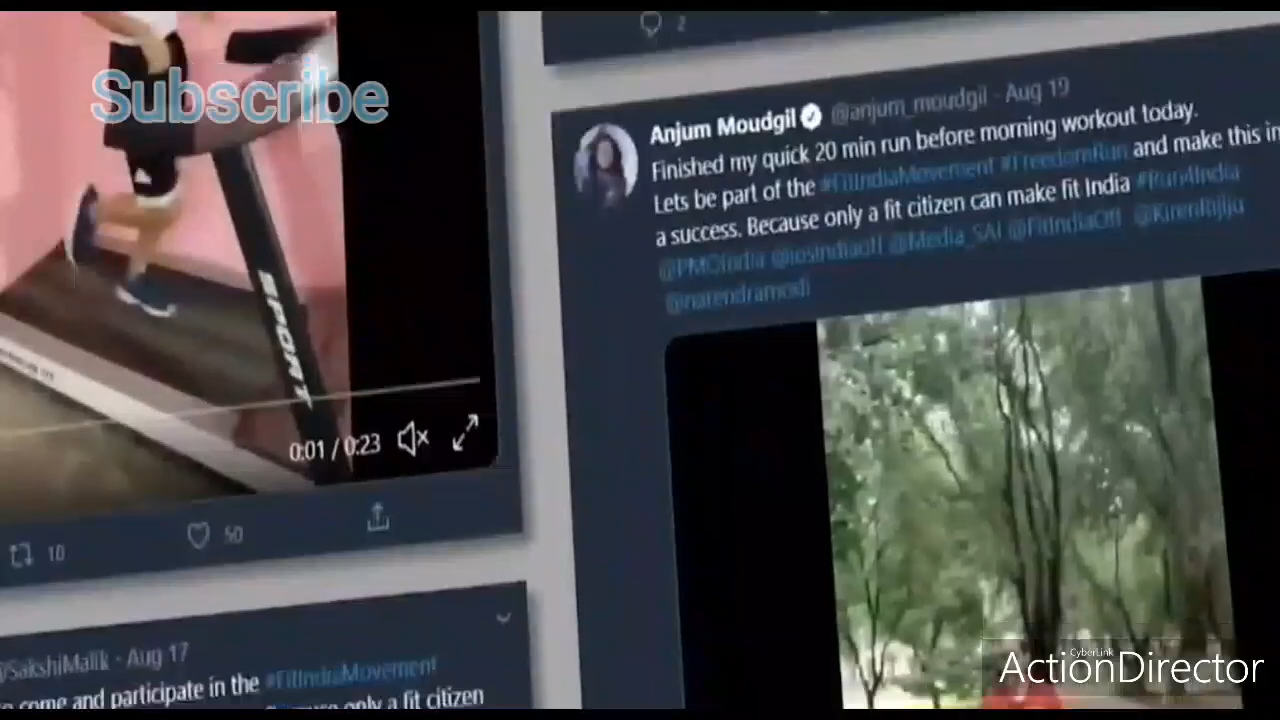 Subscribe
SPORT
0:01 / 0:23
10
50
@SakshiMalik · Aug 17
come and participate in the #FitIndiaMovement
only a fit citizen
2
Anjum Moudgil @anjum_moudgil · Aug 19
Finished my quick 20 min run before morning workout today.
Lets be part of the #FitIndiaMovement #FreedomRun and make this in
a success. Because only a fit citizen can make fit India #Run4India
@PMOIndia @iosindiaoff @Media_SAI @FitIndiaOff @KirenRijiju
@narendramodi
CyberLink
ActionDirector